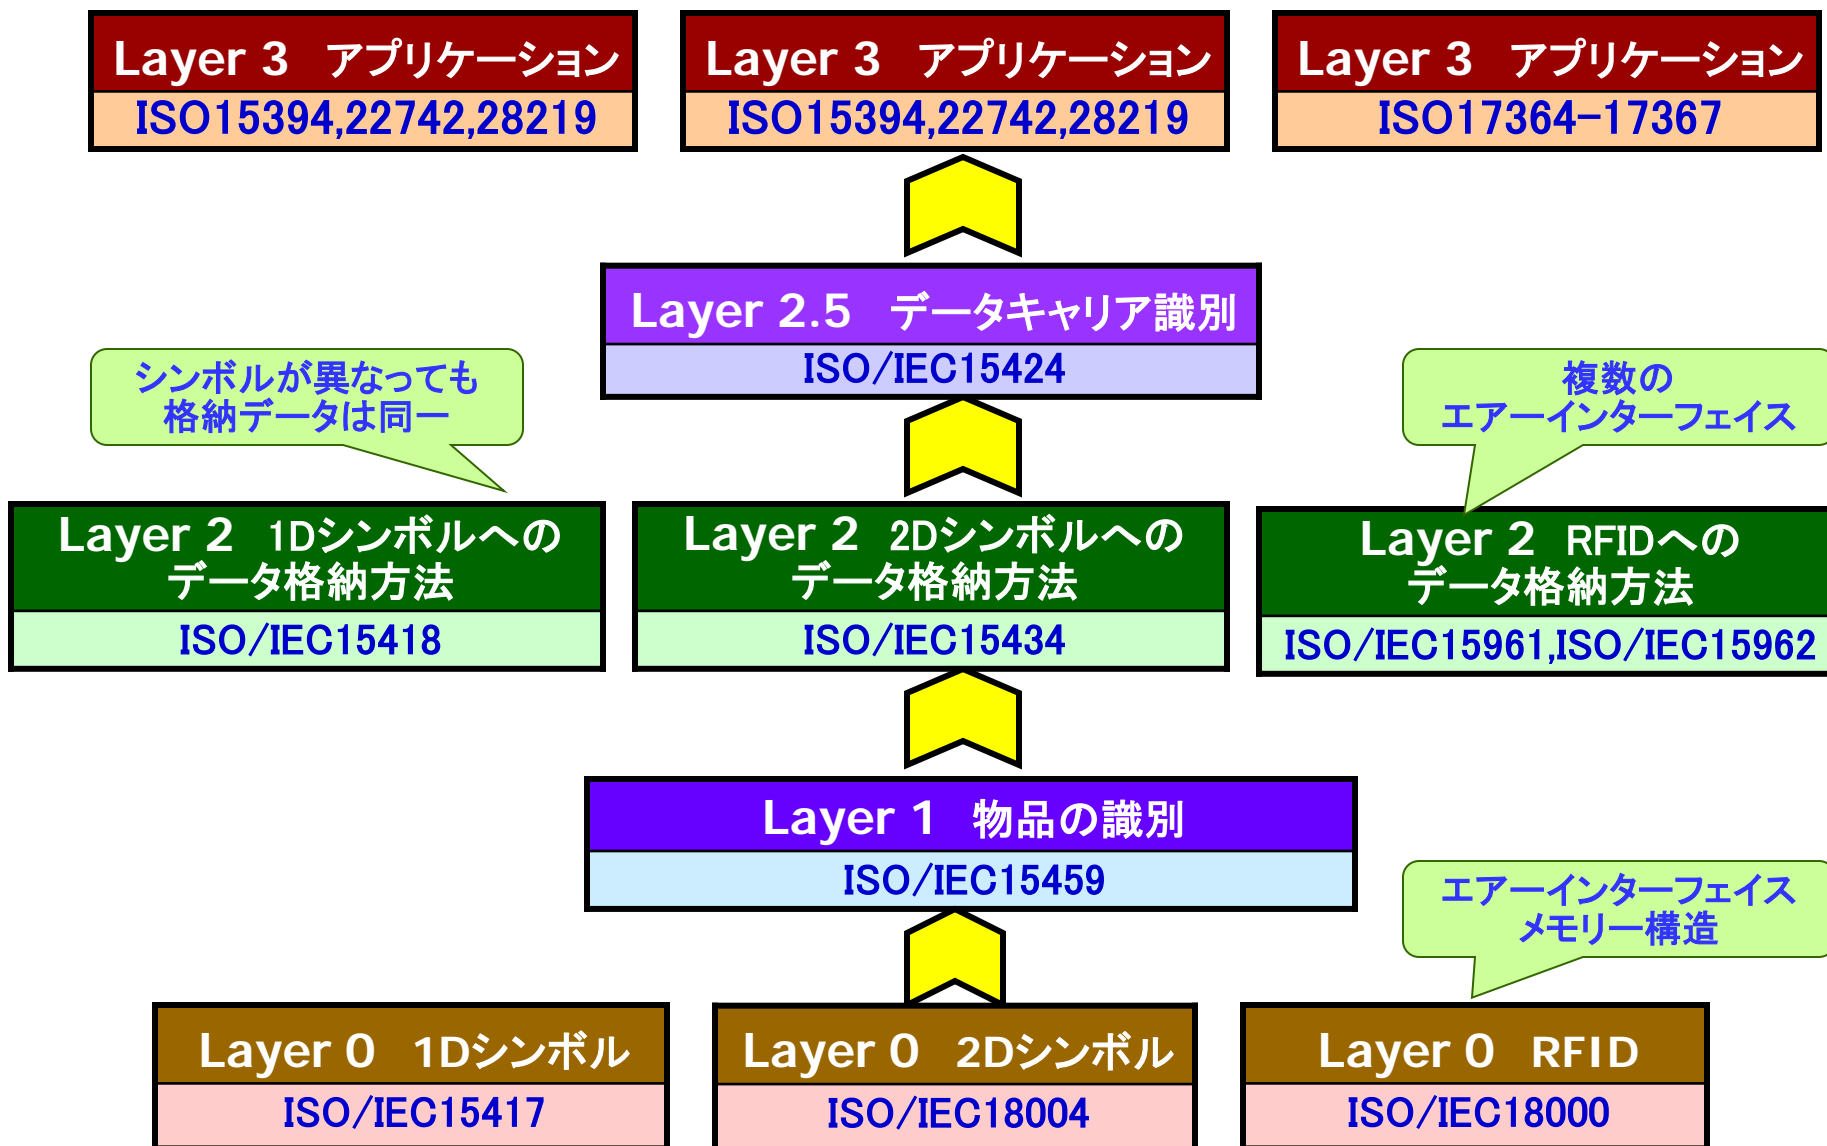 Layer 3 アプリケーション
ISO15394,22742,28219
Layer 3 アプリケーション
ISO15394,22742,28219
Layer 3 アプリケーション
ISO17364-17367
Layer 2.5 データキャリア識別
ISO/IEC15424
シンボルが異なっても
格納データは同一
複数の
エアーインターフェイス
Layer 2 1Dシンボルへの
データ格納方法
ISO/IEC15418
Layer 2 2Dシンボルへの
データ格納方法
ISO/IEC15434
Layer 2 RFIDへの
データ格納方法
ISO/IEC15961,ISO/IEC15962
Layer 1 物品の識別
ISO/IEC15459
エアーインターフェイス
メモリー構造
Layer 0 1Dシンボル
ISO/IEC15417
Layer 0 2Dシンボル
ISO/IEC18004
Layer 0 RFID
ISO/IEC18000